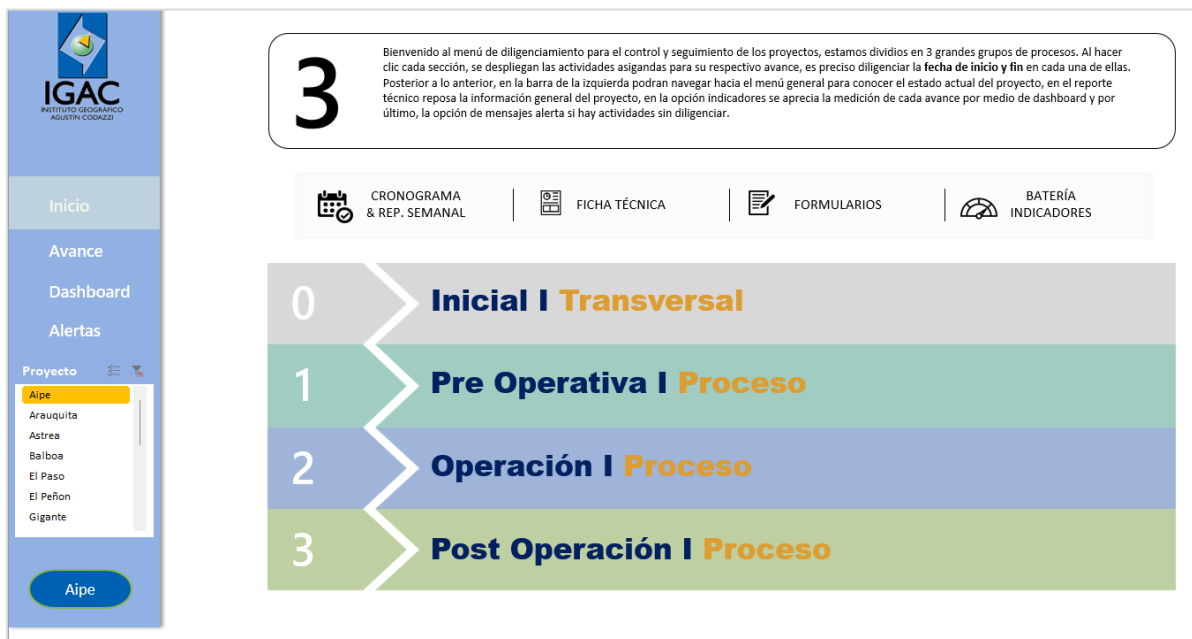 IGAC
INSTITUTO GEOGRÁFICO
AGUSTÍN CODAZZI
Inicio
Avance
Dashboard
Alertas
Proyecto
Aipe
Arauquita
Astrea
Balboa
El Paso
El Peñon
Gigante
Aipe
3
Bienvenido al menú de diligenciamiento para el control y seguimiento de los proyectos, estamos dividios en 3 grandes grupos de procesos. Al hacer
clic cada sección, se despliegan las actividades asigandas para su respectivo avance, es preciso diligenciar la fecha de inicio y fin en cada una de ellas.
Posterior a lo anterior, en la barra de la izquierda podran navegar hacia el menú general para conocer el estado actual del proyecto, en el reporte
técnico reposa la información general del proyecto, en la opción indicadores se aprecia la medición de cada avance por medio de dashboard y por
último, la opción de mensajes alerta si hay actividades sin diligenciar.
CRONOGRAMA
& REP. SEMANAL
FICHA TÉCNICA
FORMULARIOS
BATERÍA
INDICADORES
0 Inicial I Transversal
1 Pre Operativa I Proceso
2 Operación I Proceso
3 Post Operación I Proceso